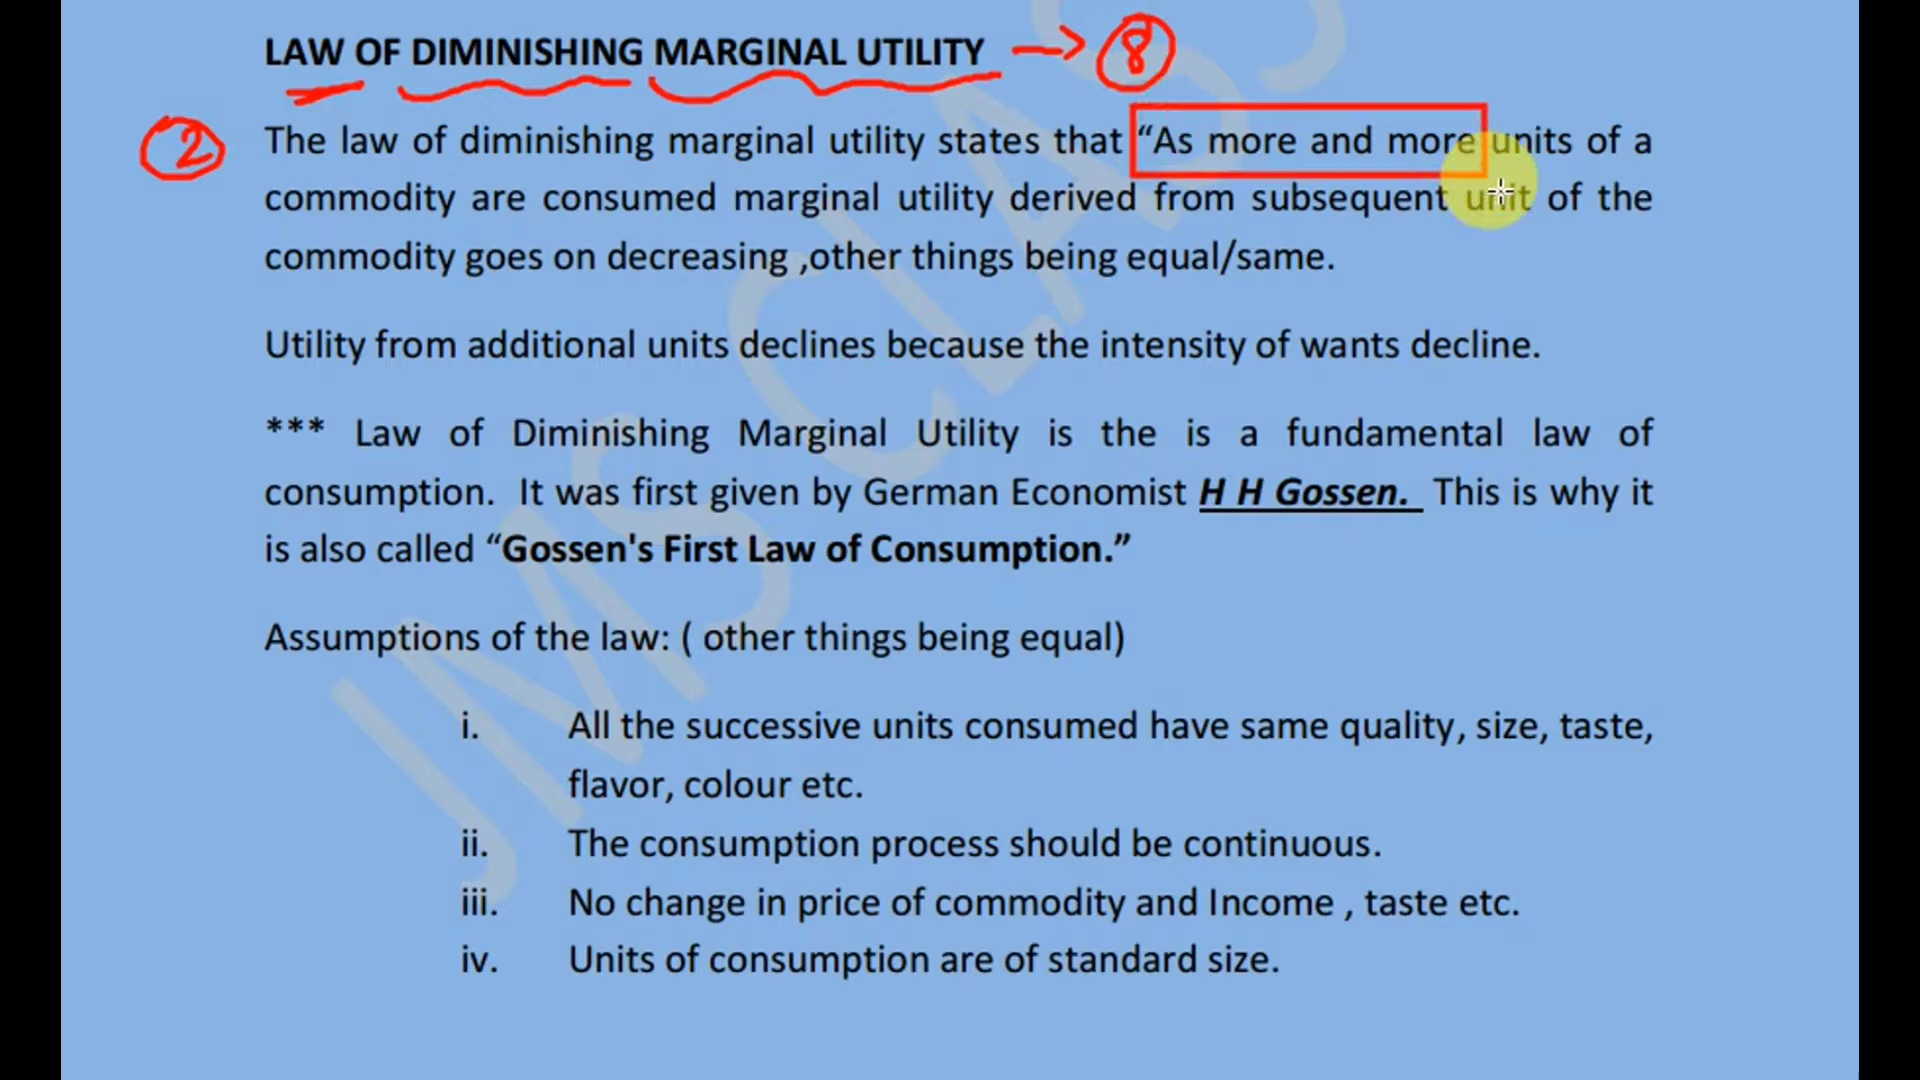 LAW OF DIMINISHING MARGINAL UTILITY → 8
2 The law of diminishing marginal utility states that “As more and more units of a
commodity are consumed marginal utility derived from subsequent unit of the
commodity goes on decreasing ,other things being equal/same.
Utility from additional units declines because the intensity of wants decline.
*** Law of Diminishing Marginal Utility is the is a fundamental law of
consumption. It was first given by German Economist H H Gossen. This is why it
is also called “Gossen's First Law of Consumption.”
Assumptions of the law: ( other things being equal)
i. All the successive units consumed have same quality, size, taste,
flavor, colour etc.
ii. The consumption process should be continuous.
iii. No change in price of commodity and Income , taste etc.
iv. Units of consumption are of standard size.
JMS CLASS